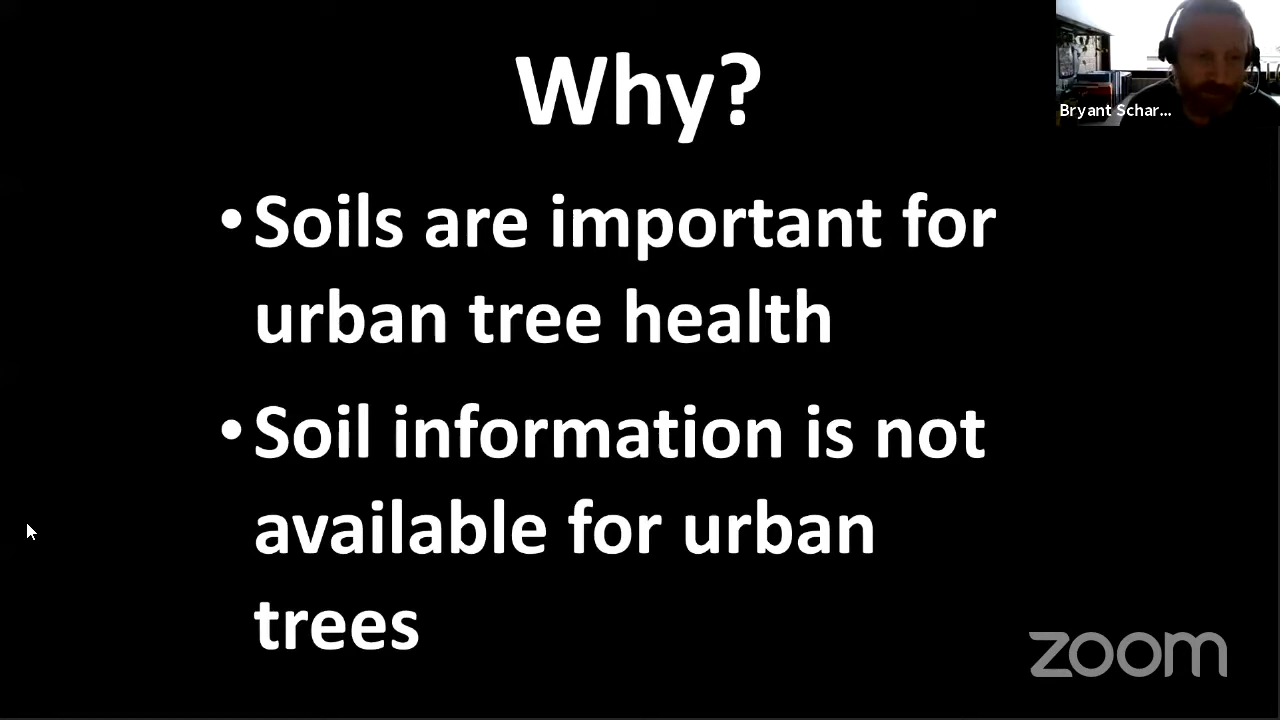 Why?
Bryant Schar...
•Soils are important for
urban tree health
•Soil information is not
available for urban
trees
zoom